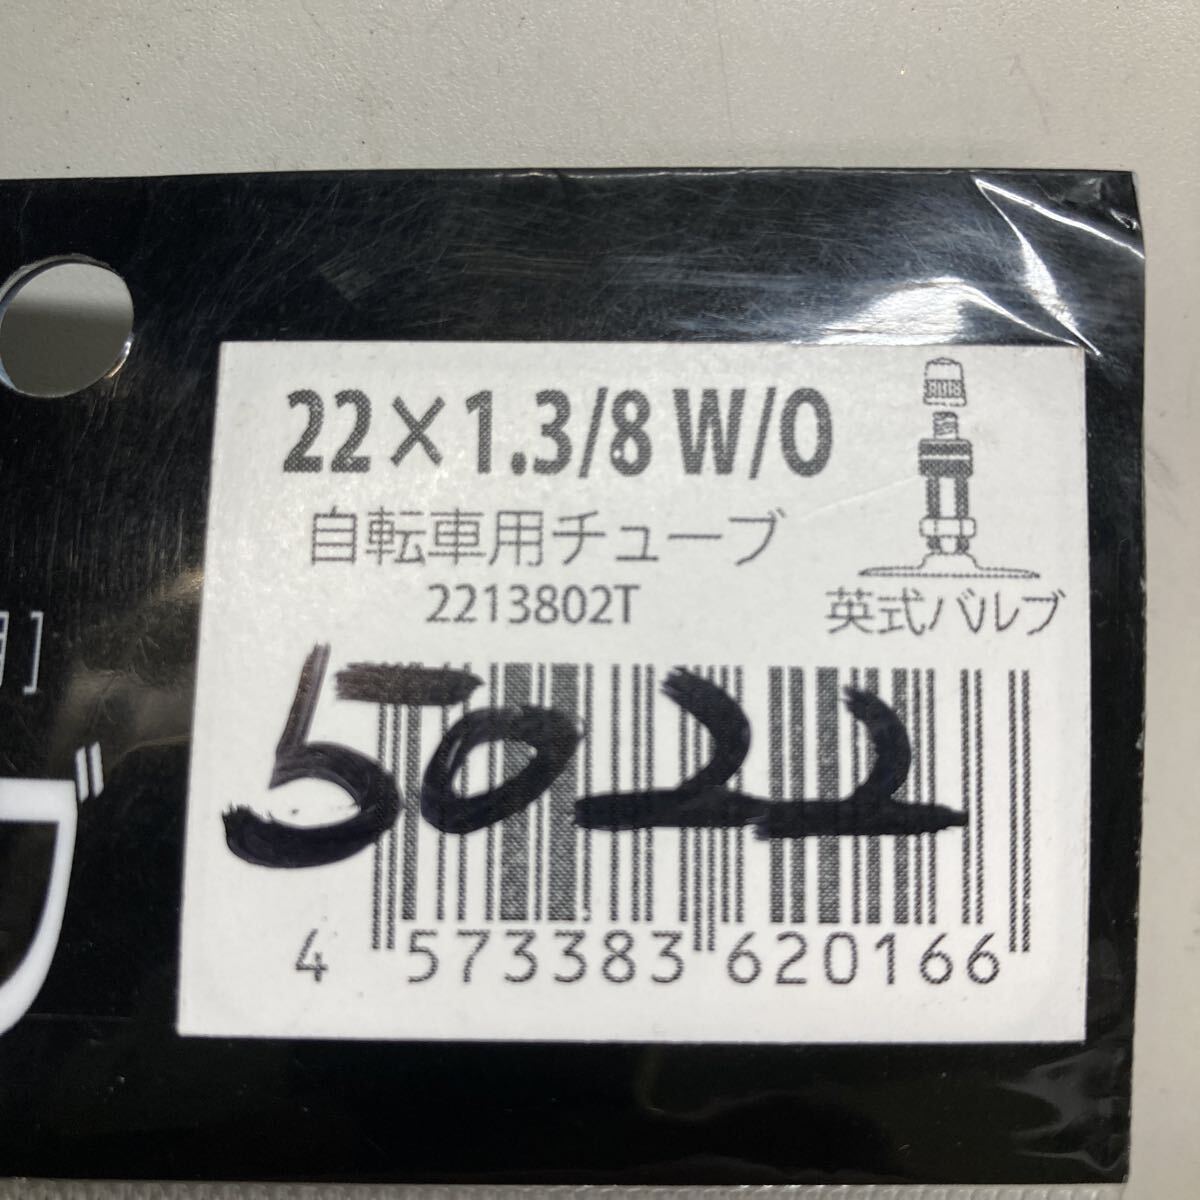 22×1.3/8 W/O
自転車用チューブ
2213802T
英式バルブ
5022
4 573383 620166
]
ブ